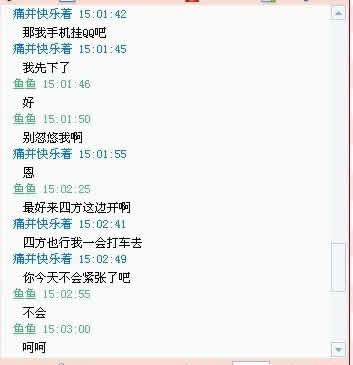 痛并快乐着 15:01:42
那我手机挂QQ吧
痛并快乐着 15:01:45
我先下了
鱼鱼 15:01:46
好
鱼鱼 15:01:50
别忽悠我啊
痛并快乐着 15:01:55
恩
鱼鱼 15:02:25
最好来四方这边开啊
痛并快乐着 15:02:41
四方也行我一会打车去
痛并快乐着 15:02:49
你今天不会紧张了吧
鱼鱼 15:02:55
不会
鱼鱼 15:03:00
呵呵